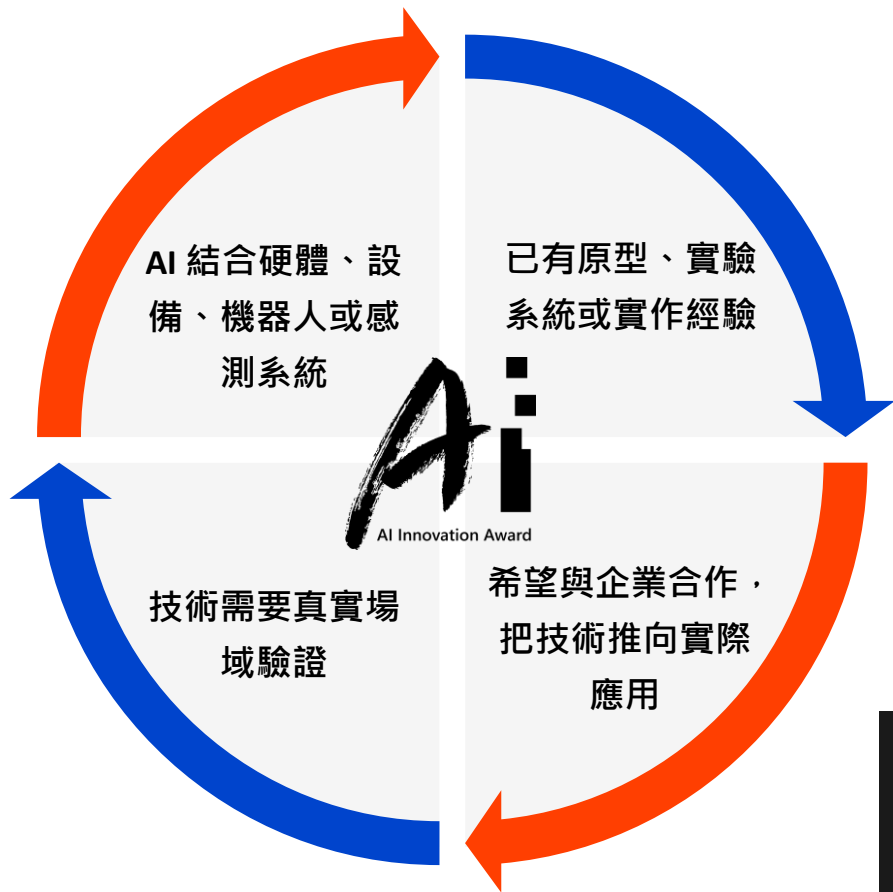 AI 結合硬體、設
備、機器人或感
測系統
已有原型、實驗
系統或實作經驗
Ai
AI Innovation Award
技術需要真實場
域驗證
希望與企業合作，
把技術推向實際
應用